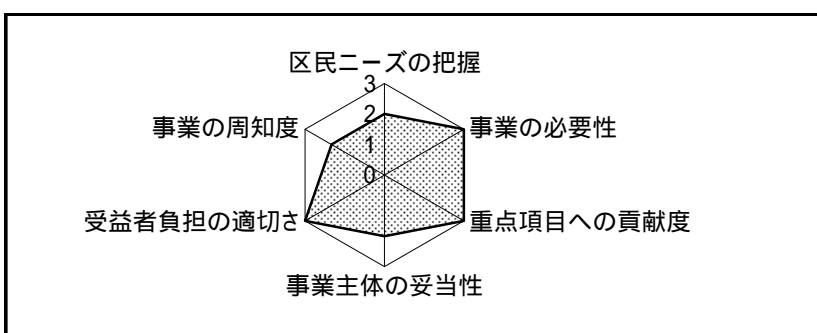 区民ニーズの把握
3
2
事業の周知度
事業の必要性
1
0
受益者負担の適切さ
重点項目への貢献度
事業主体の妥当性